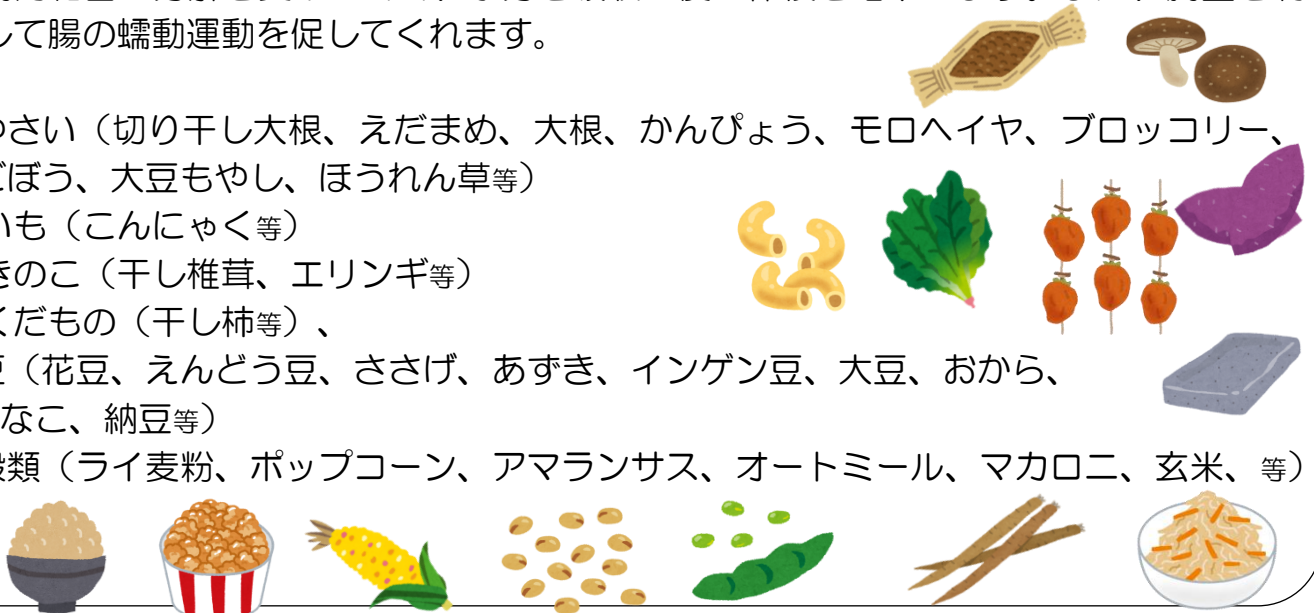 して腸の蠕動運動を促してくれます。
さい（切り干し大根、えだまめ、大根、かんぴょう、モロヘイヤ、ブロッコリー、
ぼう、大豆もやし、ほうれん草等）
いも（こんにゃく等）
きのこ（干し椎茸、エリンギ等）
くだもの（干し柿等）、
豆（花豆、えんどう豆、ささげ、あずき、インゲン豆、大豆、おから、
なこ、納豆等）
穀類（ライ麦粉、ポップコーン、アマランサス、オートミール、マカロニ、玄米、等）